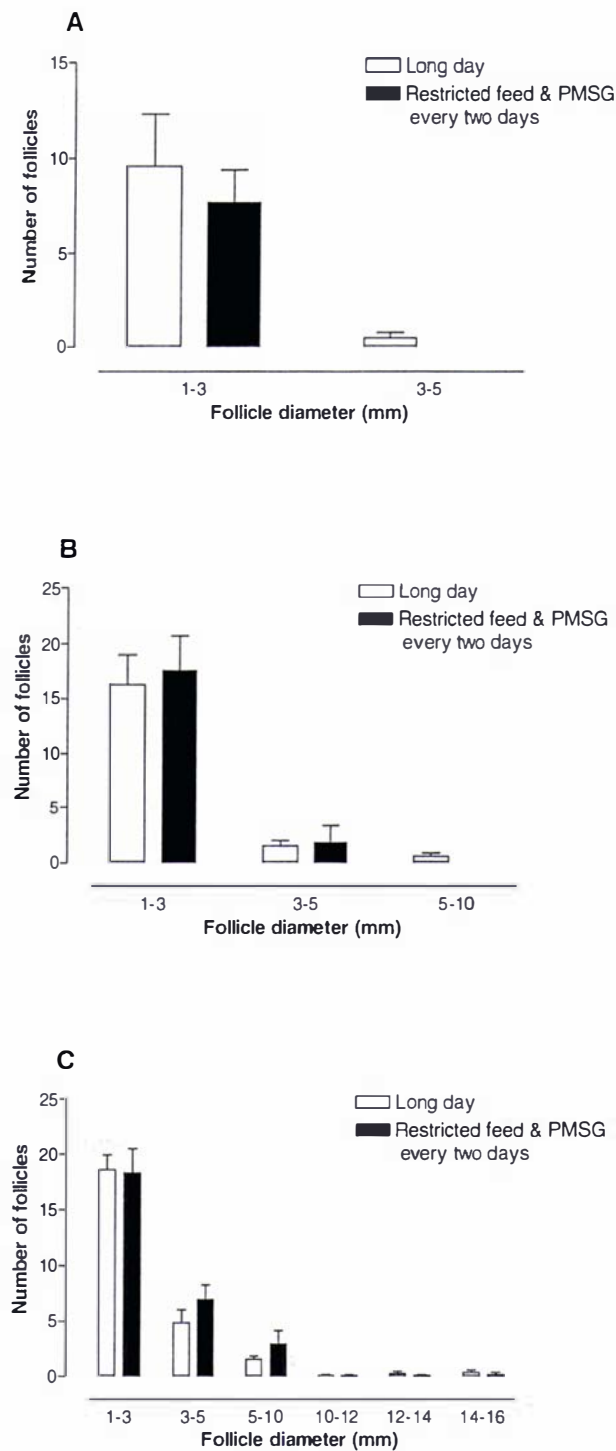 A
Long day
Restricted feed & PMSG
every two days
15
10
5
0
Number of follicles
1-3 3-5
Follicle diameter (mm)
B
Long day
Restricted feed & PMSG
every two days
25
20
15
10
5
0
Number of follicles
1-3 3-5 5-10
Follicle diameter (mm)
C
Long day
Restricted feed & PMSG
every two days
25
20
15
10
5
0
Number of follicles
1-3 3-5 5-10 10-12 12-14 14-16
Follicle diameter (mm)